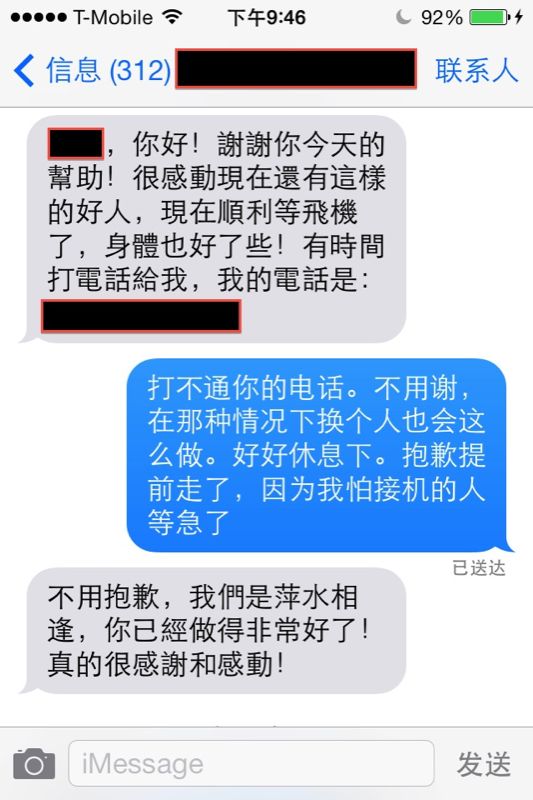 T-Mobile 下午9:46 92%
信息 (312) 联系人
，你好！謝謝你今天的
幫助！很感動現在還有這樣
的好人，現在順利等飛機
了，身體也好了些！有時間
打電話給我，我的電話是：
打不通你的电话。不用谢，
在那种情况下换个人也会这
么做。好好休息下。抱歉提
前走了，因为我怕接机的人
等急了
已送达
不用抱歉，我們是萍水相
逢，你已經做得非常好了！
真的很感謝和感動！
iMessage 发送